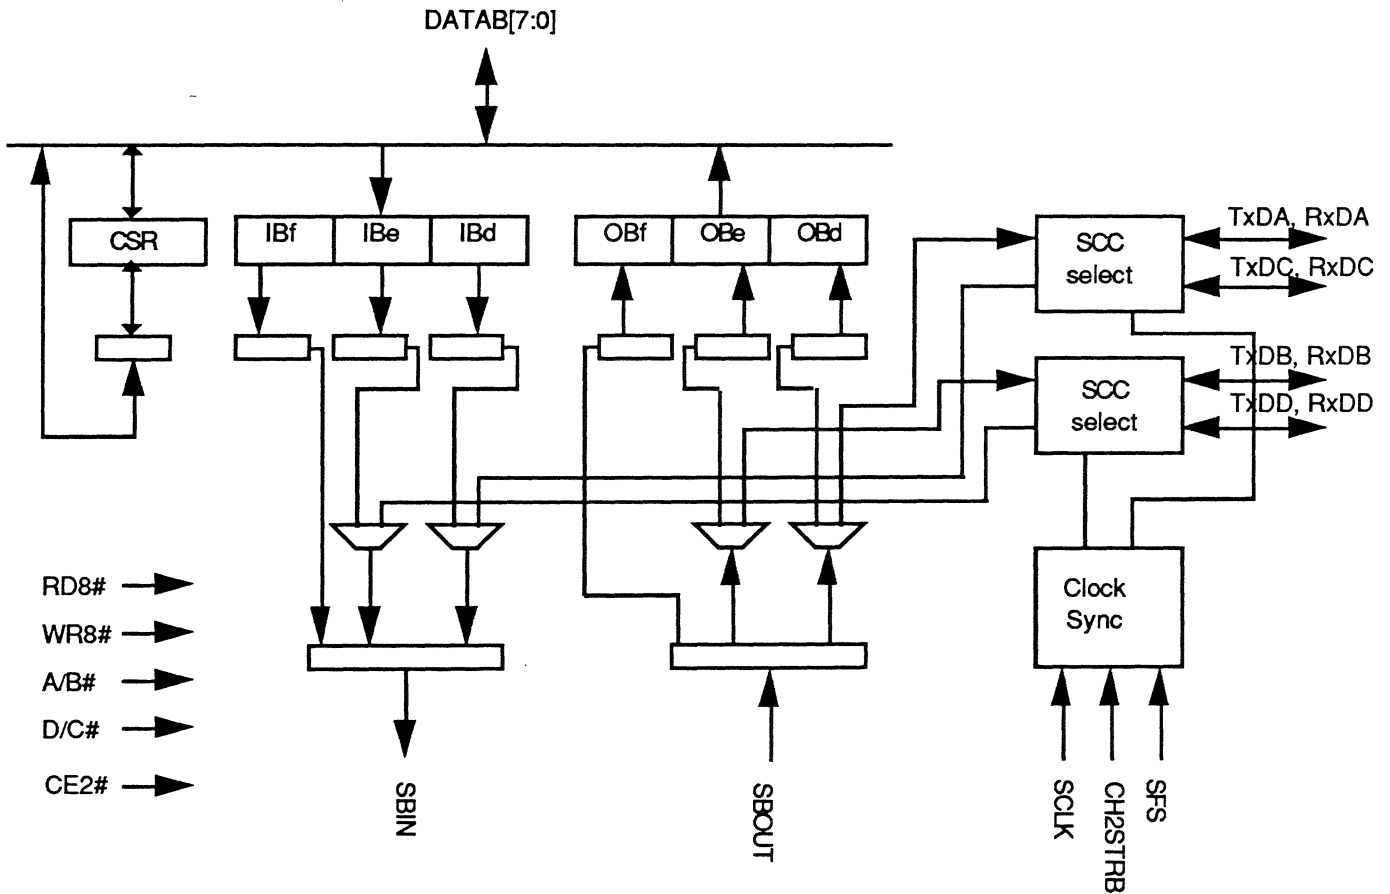 DATAB[7:0]
CSR
IBf
IBe
IBd
OBf
OBe
OBd
SCC
select
TxDA, RxDA
TxDC, RxDC
SCC
select
TxDB, RxDB
TxDD, RxDD
Clock
Sync
RD8#
WR8#
A/B#
D/C#
CE2#
SBIN
SBOUT
SCLK
CH2STRB
SFS